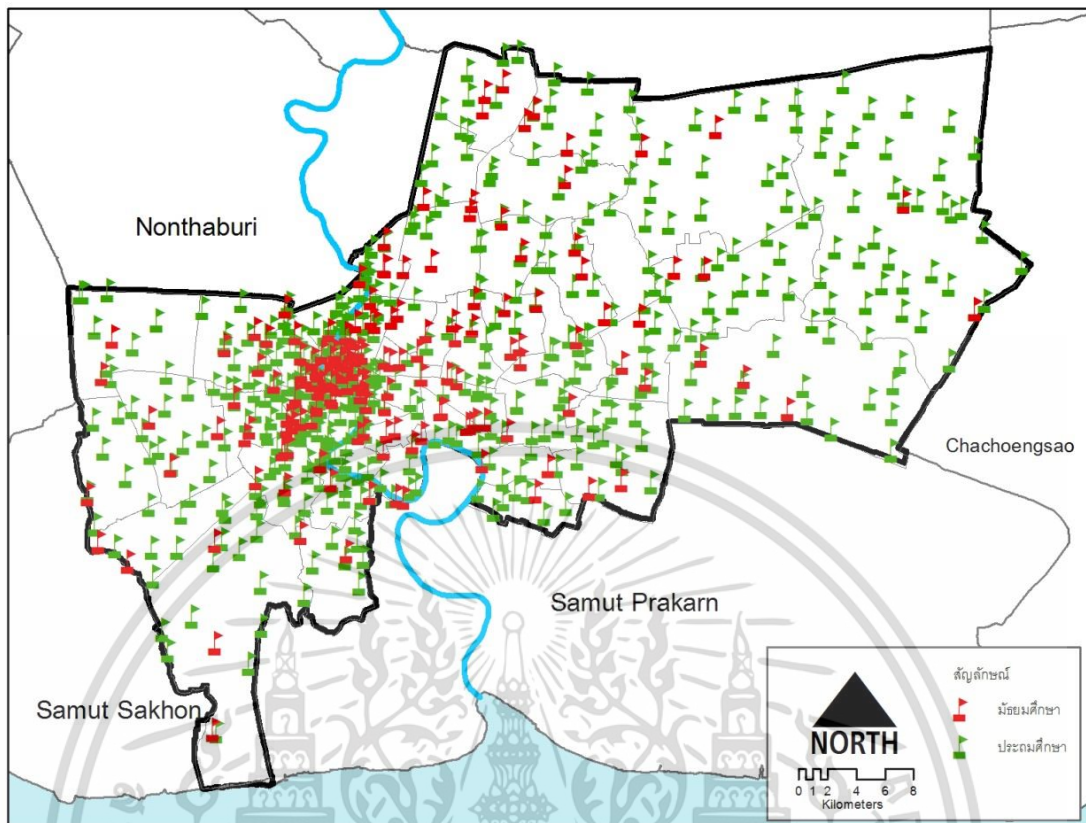 Nonthaburi
Chachoengsao
Samut Prakarn
Samut Sakhon
สัญลักษณ์
มัธยมศึกษา
ประถมศึกษา
NORTH
0 1 2 4 6 8
Kilometers